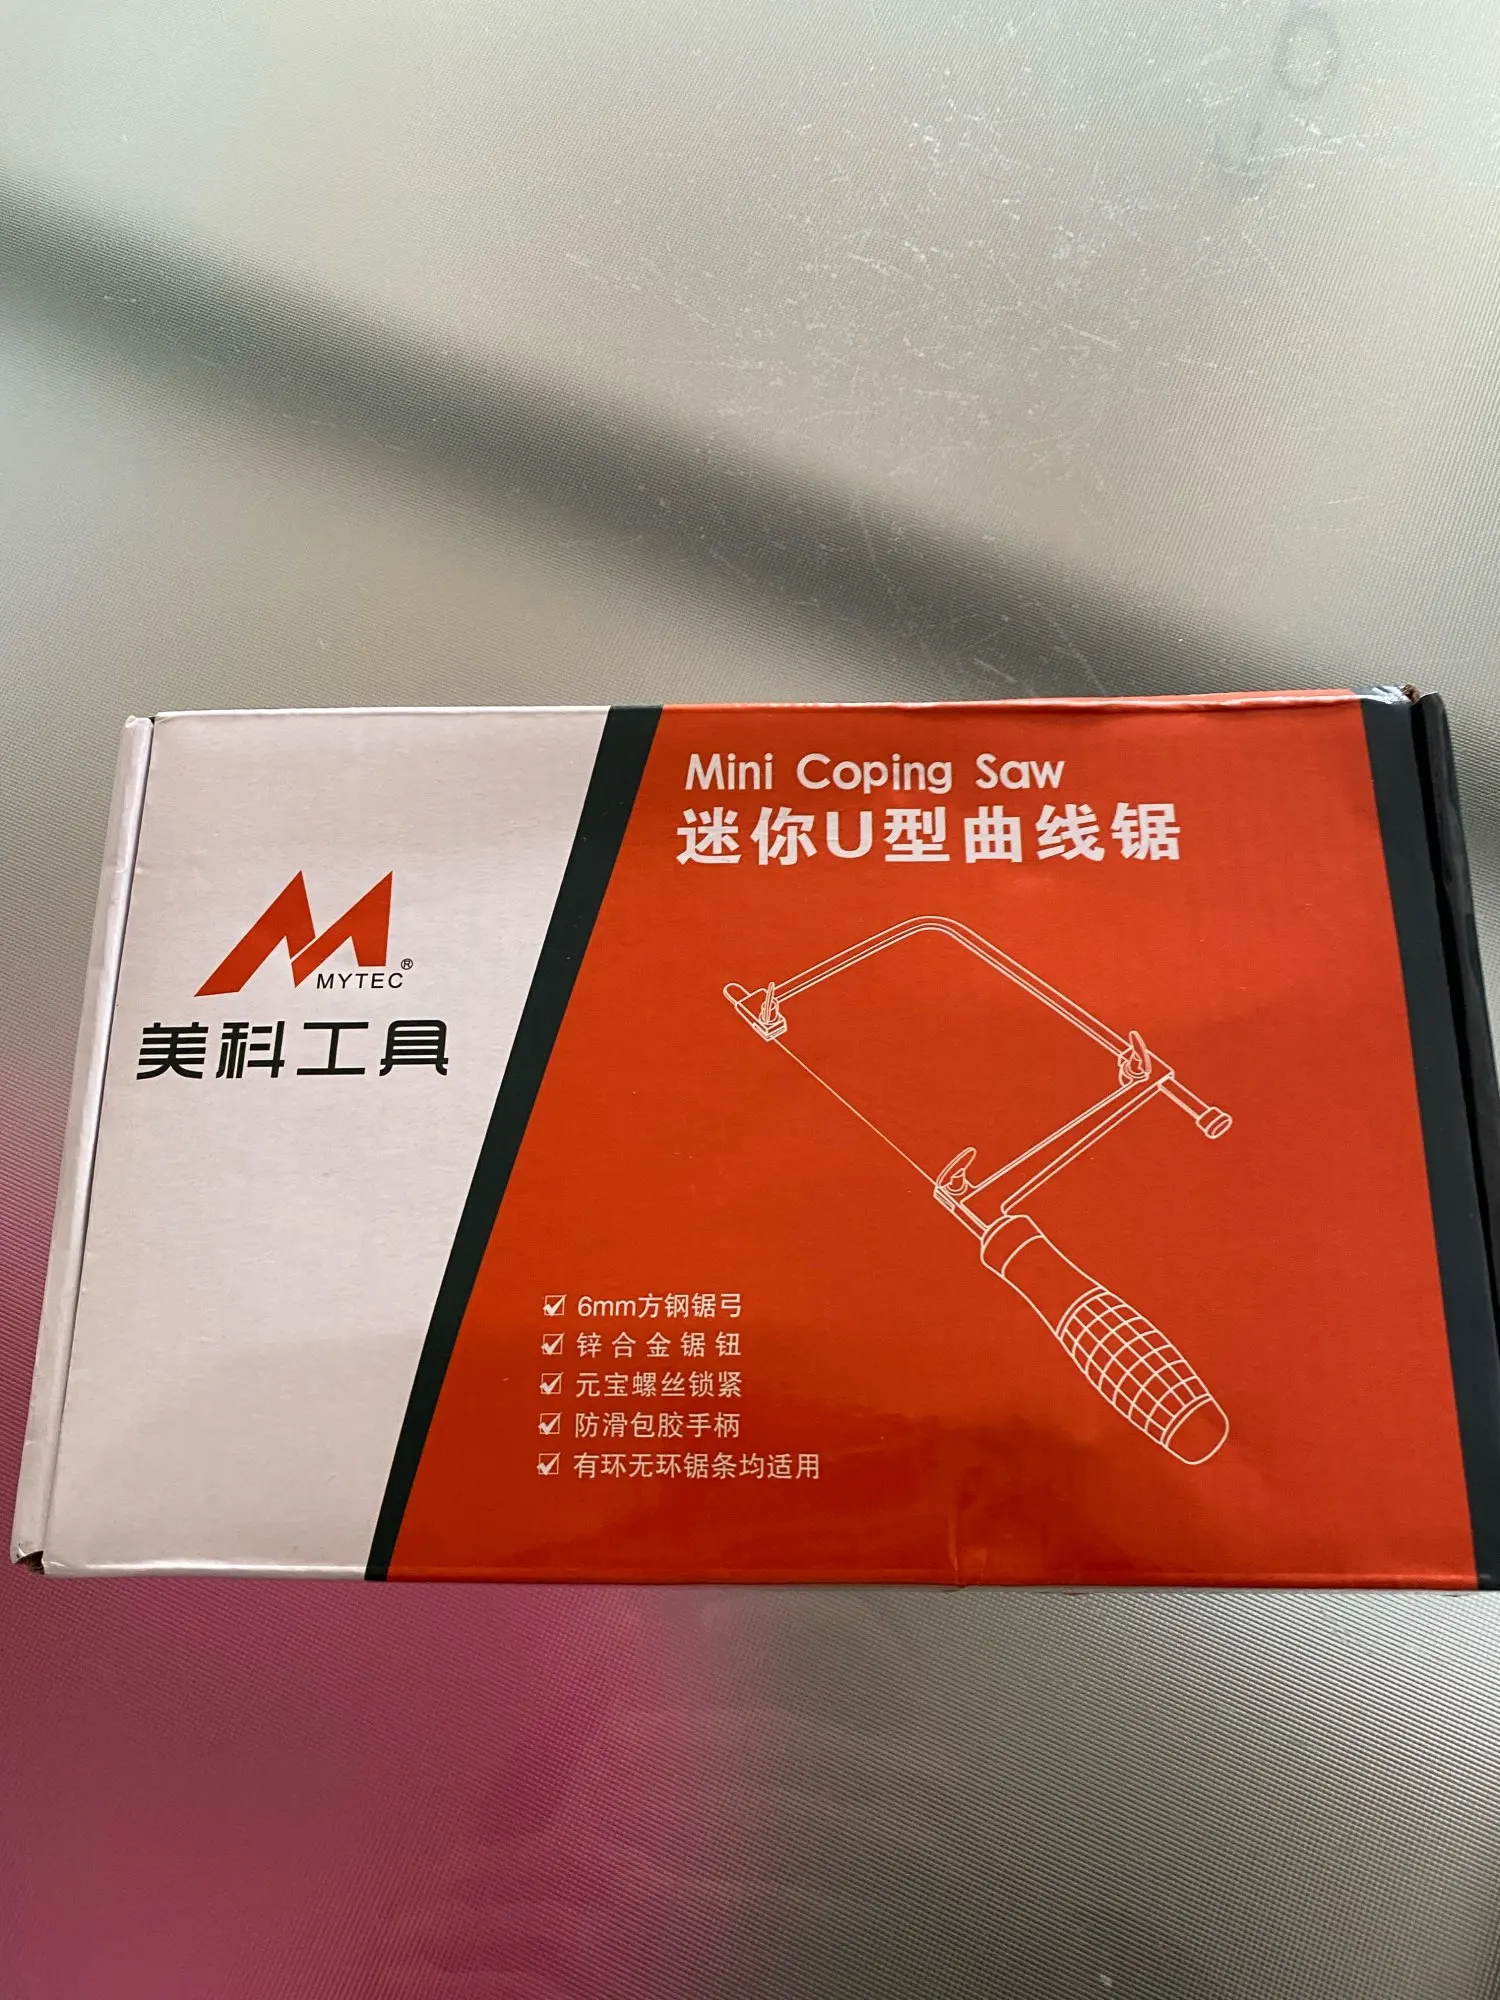 MYTEC®
美科工具
Mini Coping Saw
迷你U型曲线锯
6mm方钢锯弓
锌合金锯钮
元宝螺丝锁紧
防滑包胶手柄
有环无环锯条均适用